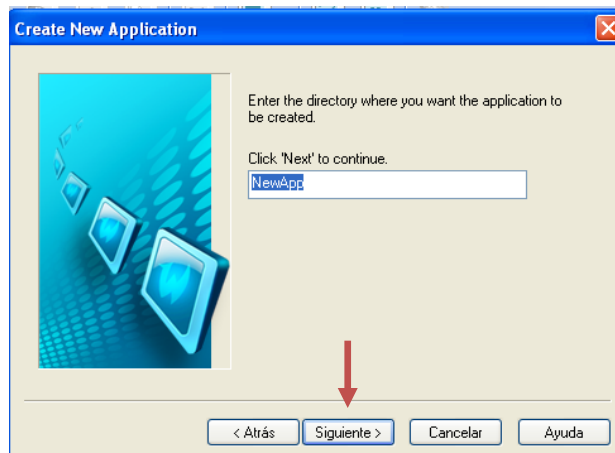 Create New Application
Enter the directory where you want the application to
be created.
Click 'Next' to continue.
NewApp
< Atrás
Siguiente >
Cancelar
Ayuda